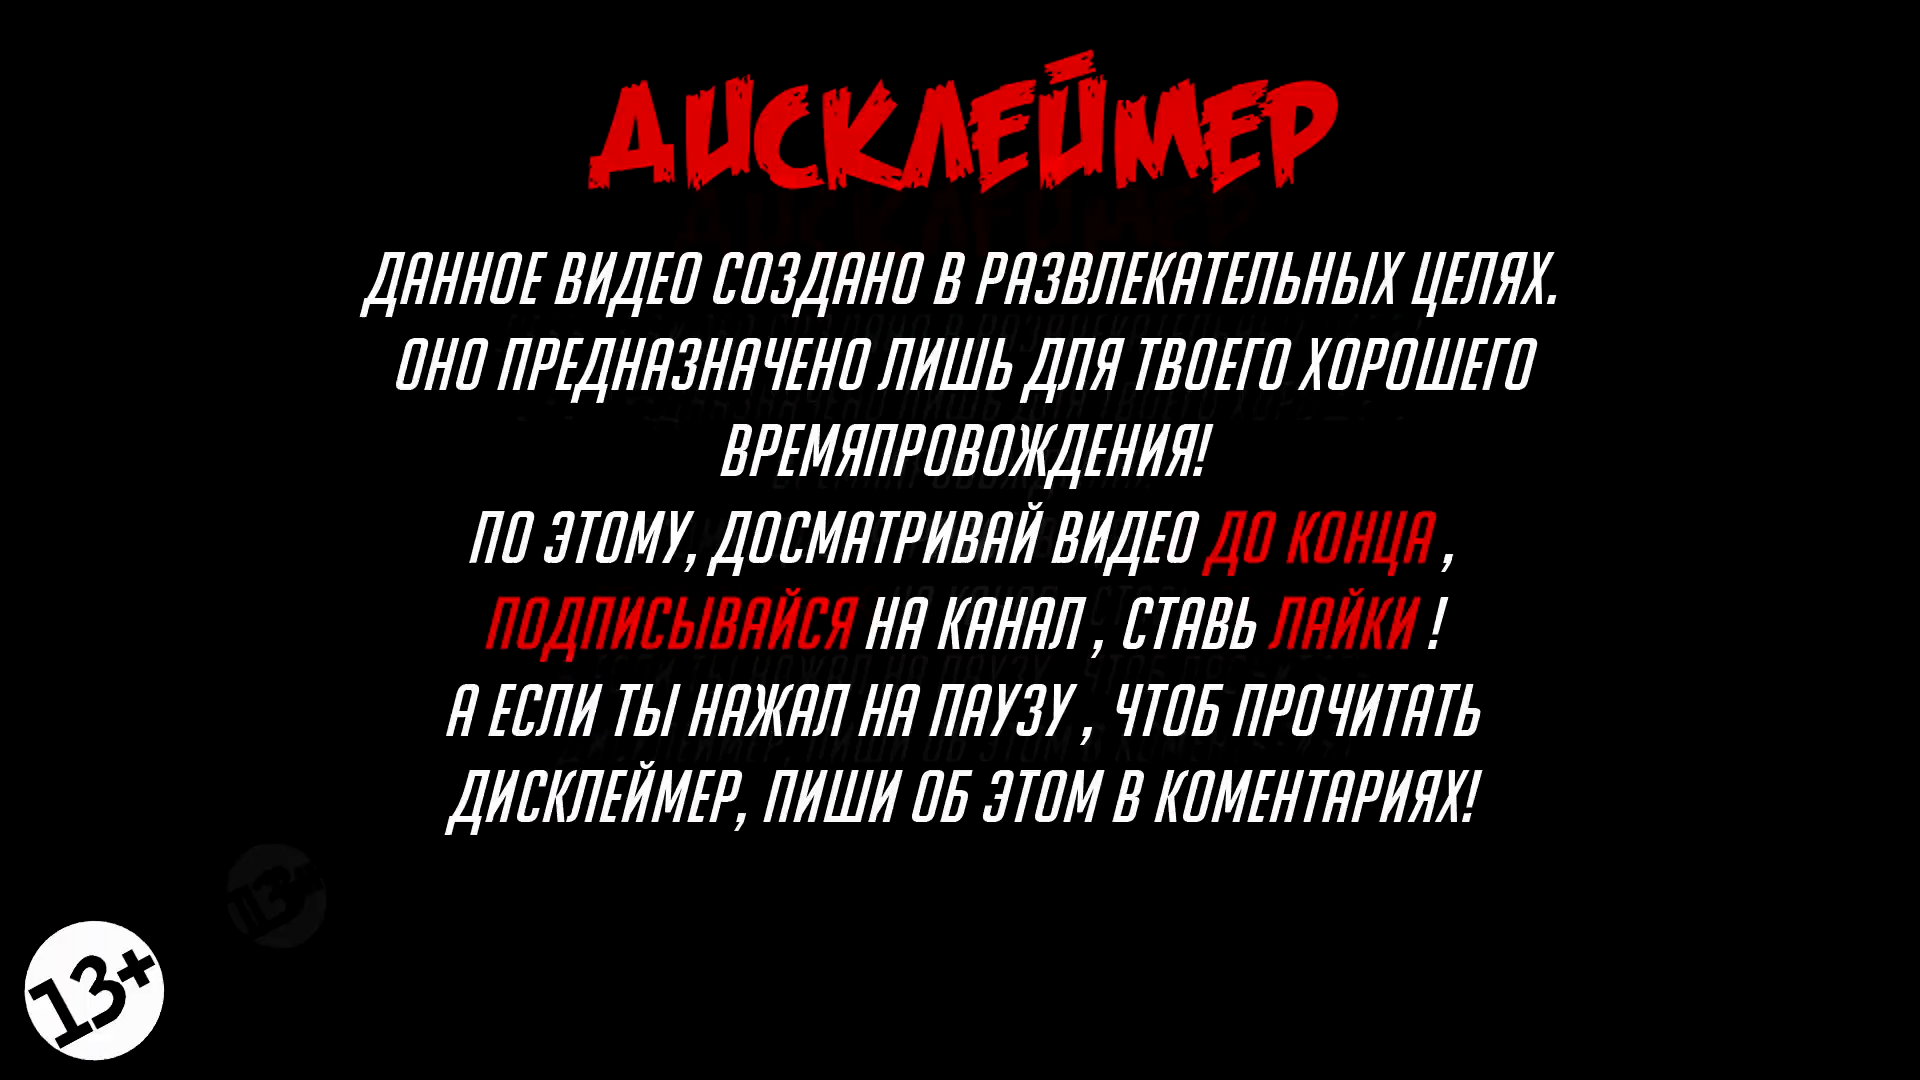 ДИСКЛЕЙМЕР
ДАННОЕ ВИДЕО СОЗДАНО В РАЗВЛЕКАТЕЛЬНЫХ ЦЕЛЯХ.
ОНО ПРЕДНАЗНАЧЕНО ЛИШЬ ДЛЯ ТВОЕГО ХОРОШЕГО
ВРЕМЯПРОВОЖДЕНИЯ!
ПО ЭТОМУ, ДОСМАТРИВАЙ ВИДЕО ДО КОНЦА ,
ПОДПИСЫВАЙСЯ НА КАНАЛ , СТАВЬ ЛАЙКИ !
А ЕСЛИ ТЫ НАЖАЛ НА ПАУЗУ , ЧТОБ ПРОЧИТАТЬ
ДИСКЛЕЙМЕР, ПИШИ ОБ ЭТОМ В КОМЕНТАРИЯХ!
13+